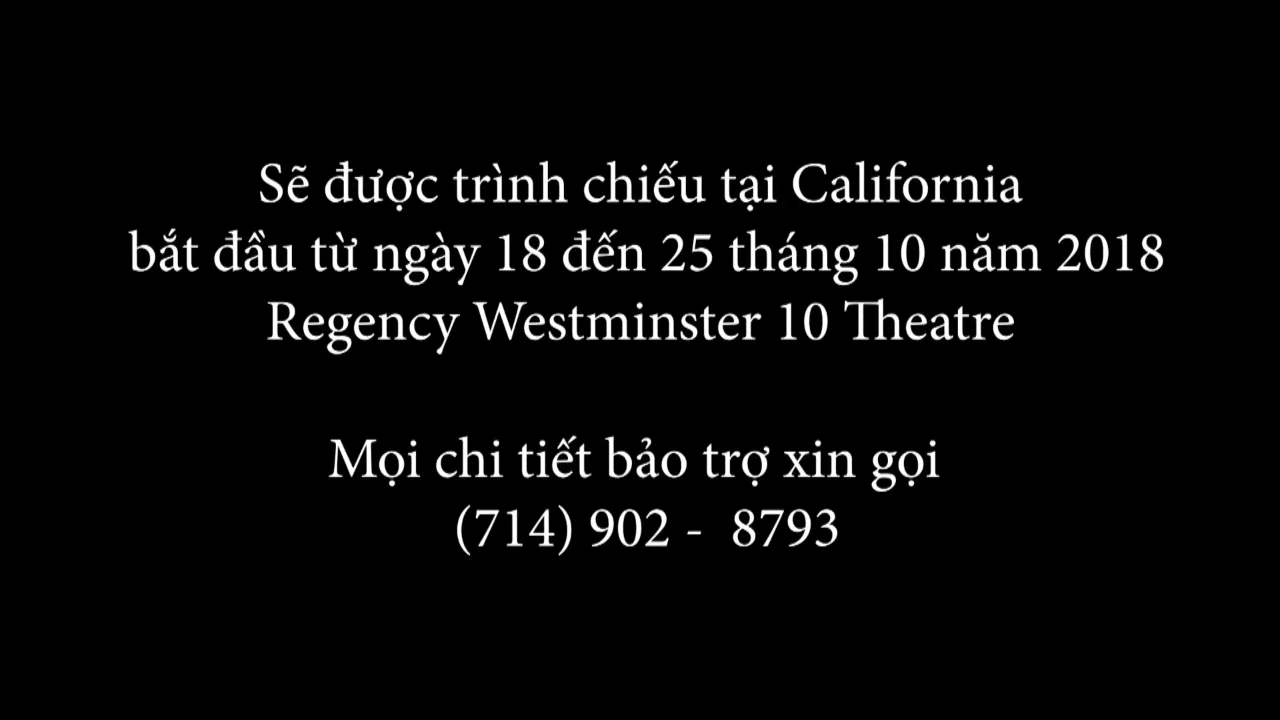 Sẽ được trình chiếu tại California
bắt đầu từ ngày 18 đến 25 tháng 10 năm 2018
Regency Westminster 10 Theatre
Mọi chi tiết bảo trợ xin gọi
(714) 902 -  8793